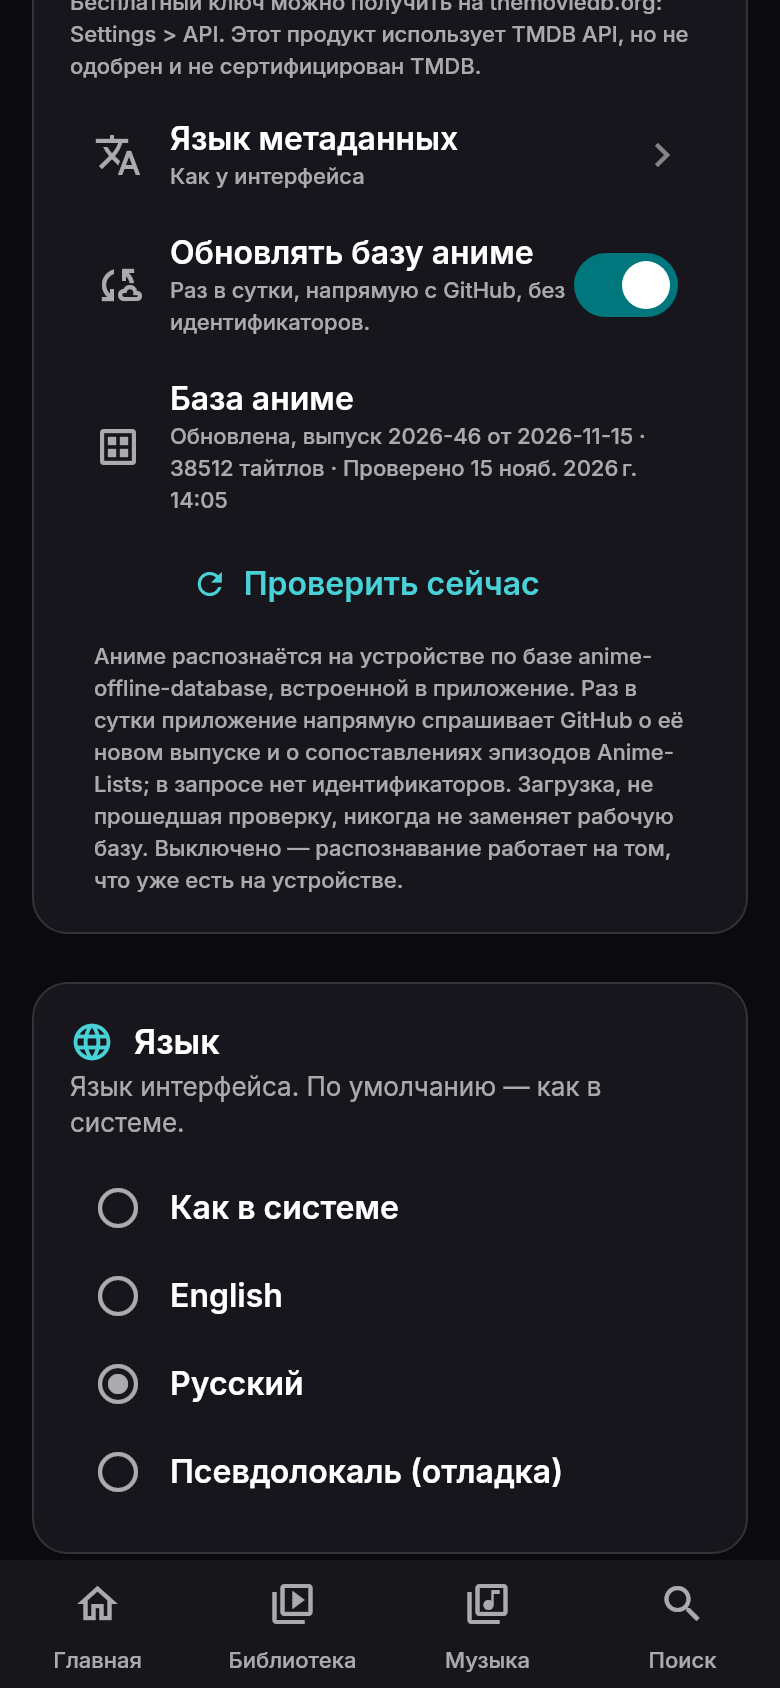 Бесплатный ключ можно получить на themoviedb.org:
Settings > API. Этот продукт использует TMDB API, но не
одобрен и не сертифицирован TMDB.
Язык метаданных
Как у интерфейса
Обновлять базу аниме
Раз в сутки, напрямую с GitHub, без
идентификаторов.
База аниме
Обновлена, выпуск 2026-46 от 2026-11-15 ·
38512 тайтлов · Проверено 15 нояб. 2026 г.
14:05
Проверить сейчас
Аниме распознаётся на устройстве по базе anime-
offline-database, встроенной в приложение. Раз в
сутки приложение напрямую спрашивает GitHub о её
новом выпуске и о сопоставлениях эпизодов Anime-
Lists; в запросе нет идентификаторов. Загрузка, не
прошедшая проверку, никогда не заменяет рабочую
базу. Выключено — распознавание работает на том,
что уже есть на устройстве.
Язык
Язык интерфейса. По умолчанию — как в
системе.
Как в системе
English
Русский
Псевдолокаль (отладка)
Главная
Библиотека
Музыка
Поиск